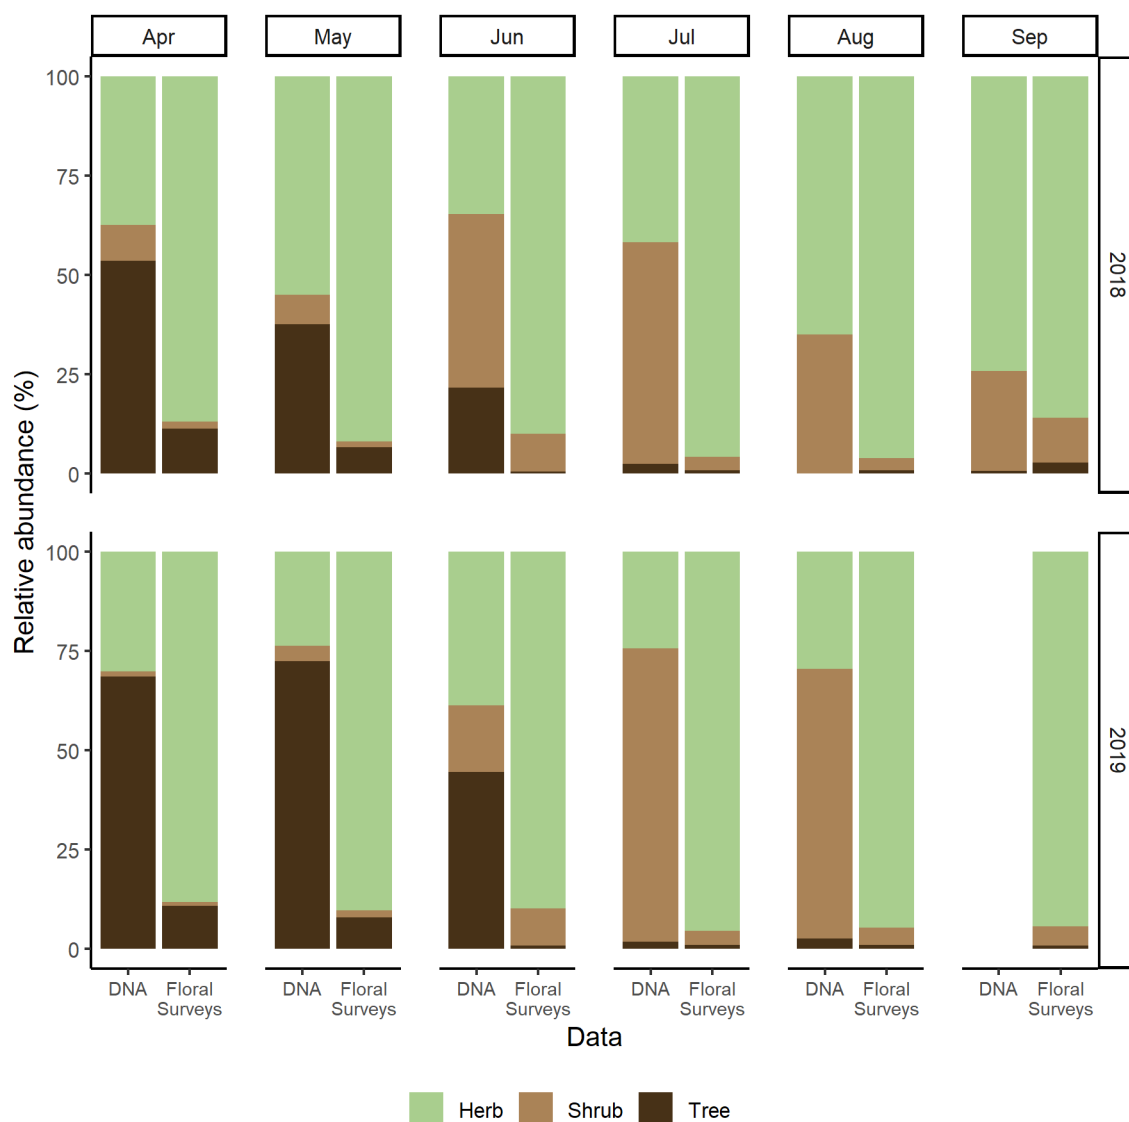 Apr May Jun Jul Aug Sep
Relative abundance (%)
100
75
50
25
0
2018
100
75
50
25
0
2019
DNA Floral Surveys DNA Floral Surveys DNA Floral Surveys DNA Floral Surveys DNA Floral Surveys DNA Floral Surveys
Data
Herb Shrub Tree